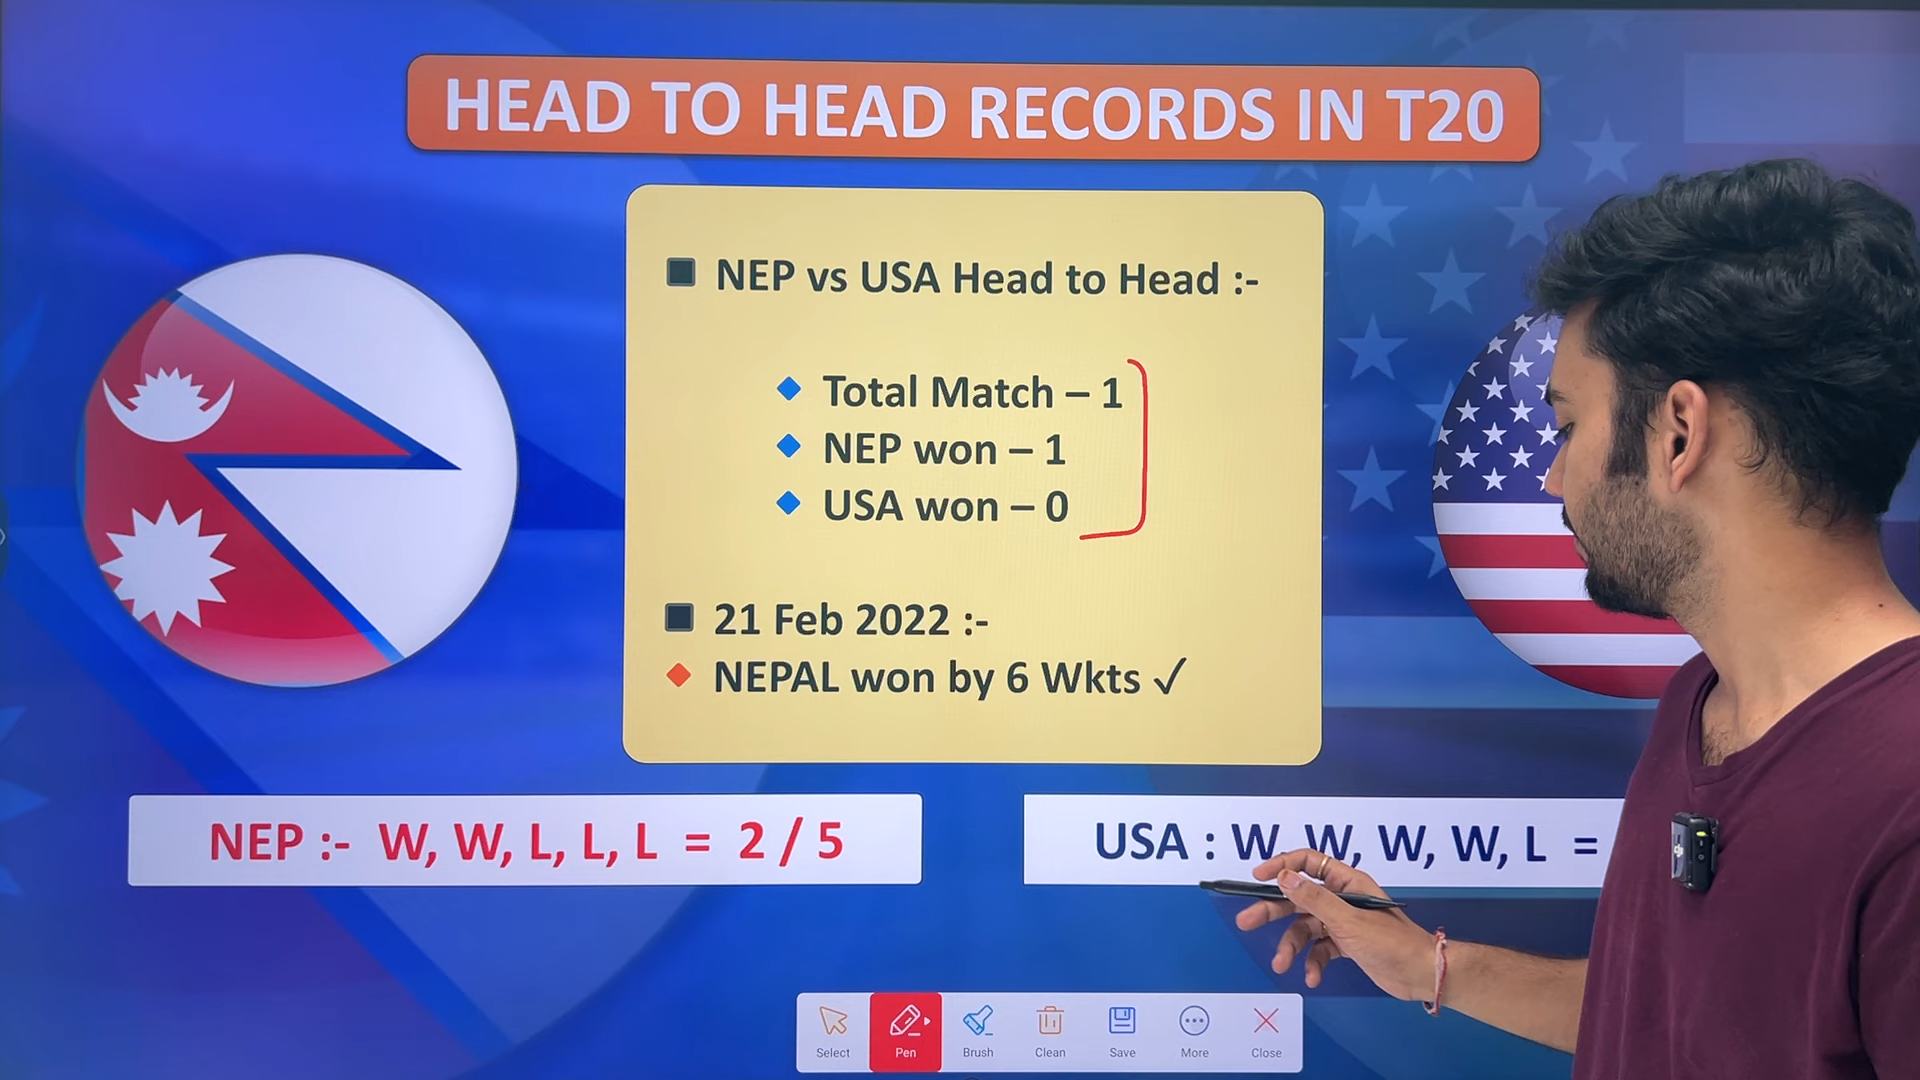 HEAD TO HEAD RECORDS IN T20
NEP vs USA Head to Head :-
Total Match – 1
NEP won – 1
USA won – 0
21 Feb 2022 :-
NEPAL won by 6 Wkts ✓
NEP :- W, W, L, L, L = 2 / 5
USA : W, W, W, W, L =
Select
Pen
Brush
Clean
Save
More
Close